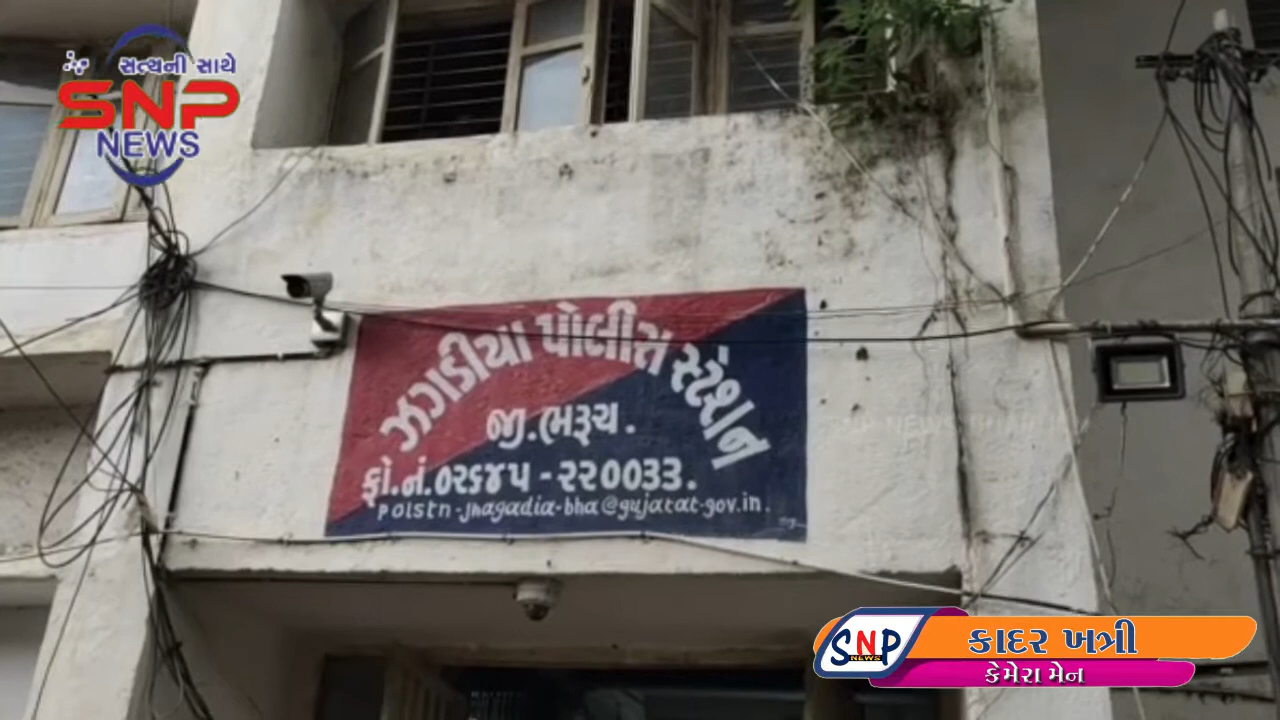 સત્યની સાથે
SNP
NEWS
ઝગડીયા પોલીસ સ્ટેશન
જી.ભરૂચ.
ફો.નં.૦૨૬૪૫ - ૨૨૦૦૩૩.
Polstn-jhagadia-bha@gujarat-gov.in.
SNP
NEWS
કાદર ખત્રી
કેમેરા મેન